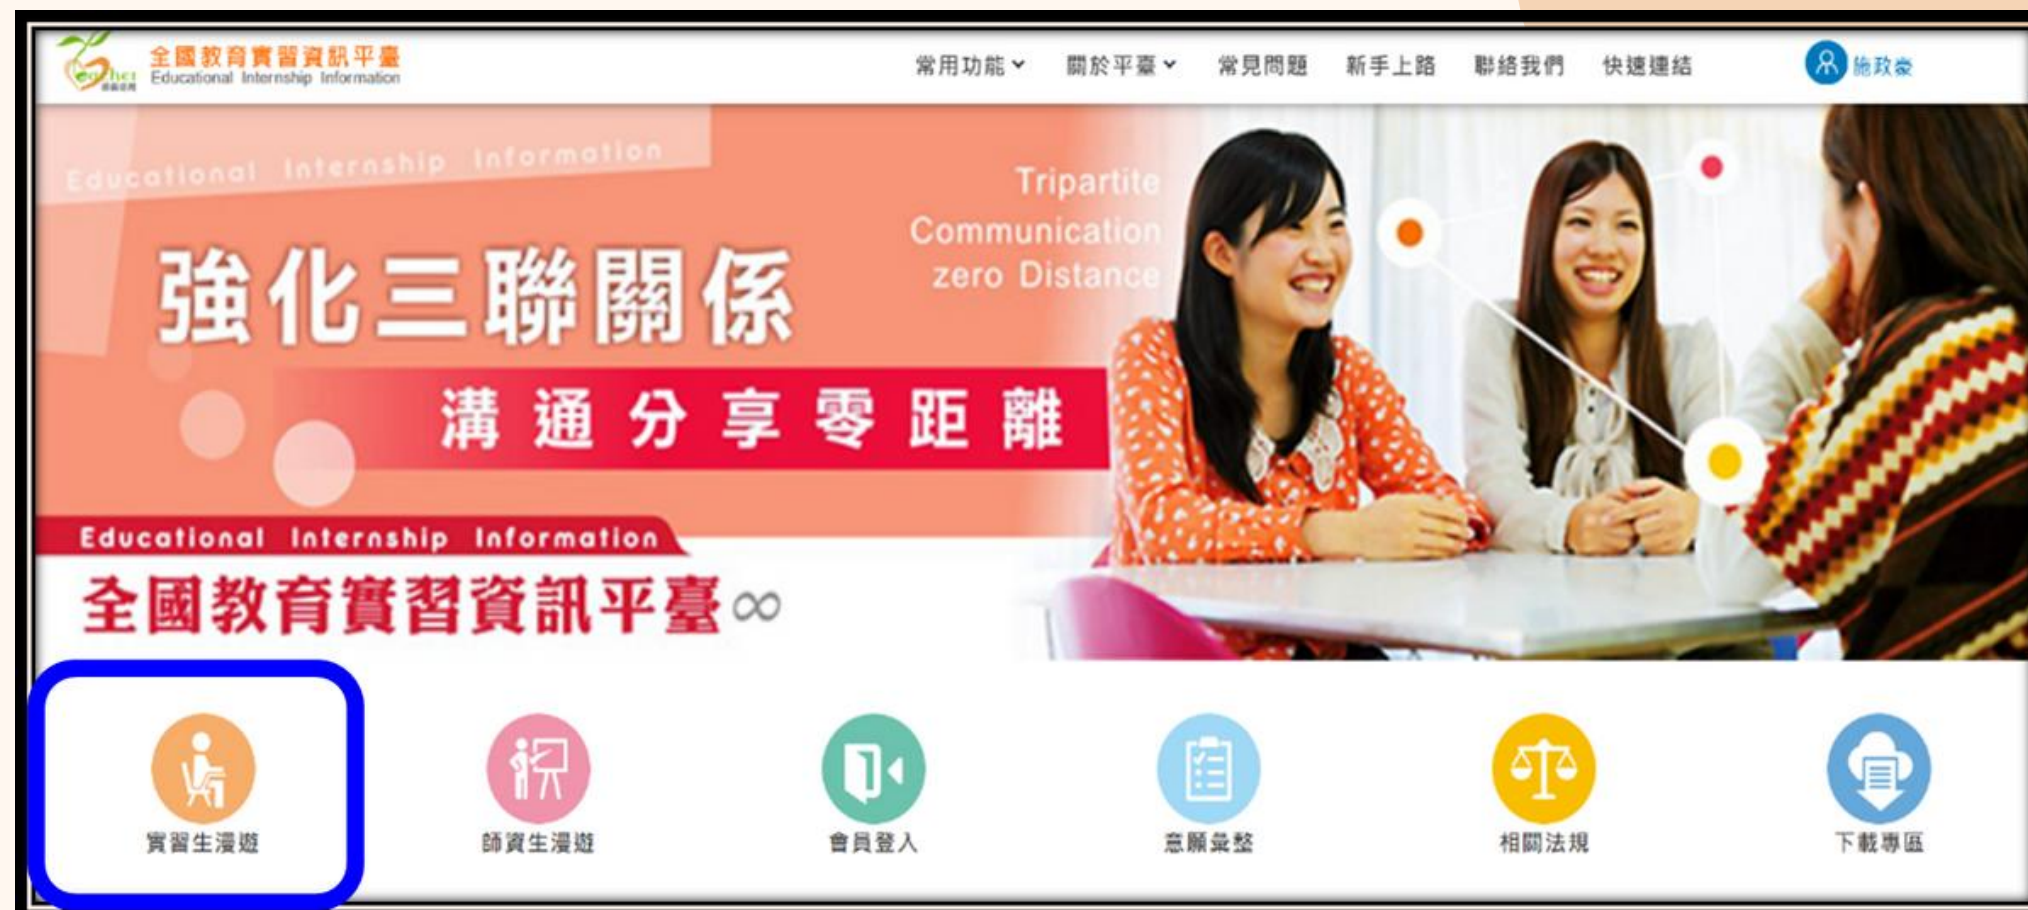 全國教育實習資訊平臺
Educational Internship Information
常用功能 關於平臺 常見問題 新手上路 聯絡我們 快速連結 施政豪
Educational Internship Information
Tripartite
Communication
zero Distance
強化三聯關係
溝通分享零距離
Educational Internship Information
全國教育實習資訊平臺∞
實習生漫遊 師資生漫遊 會員登入 意願彙整 相關法規 下載專區